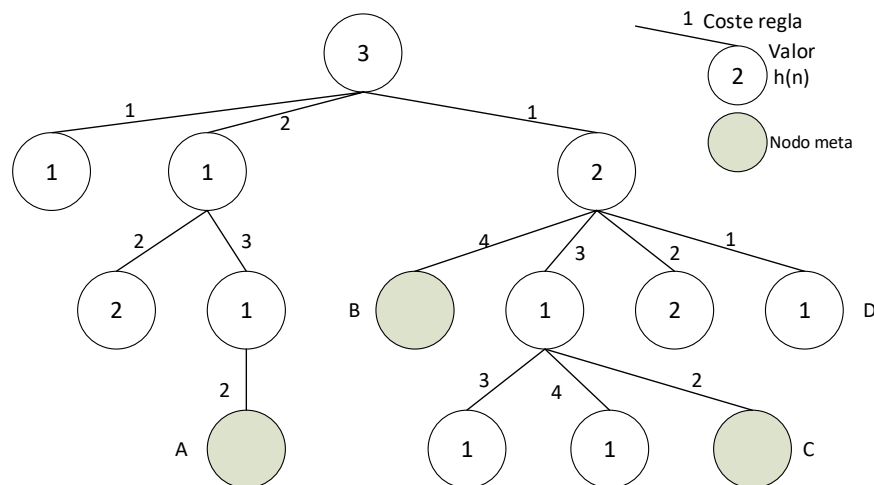 1 Coste regla
3
Valor
2 h(n)
1 2 1
Nodo meta
1 1 2
2 3 4 3 2 1
2 1 B 1 2 1 D
2 3 4 2
A 1 1 C